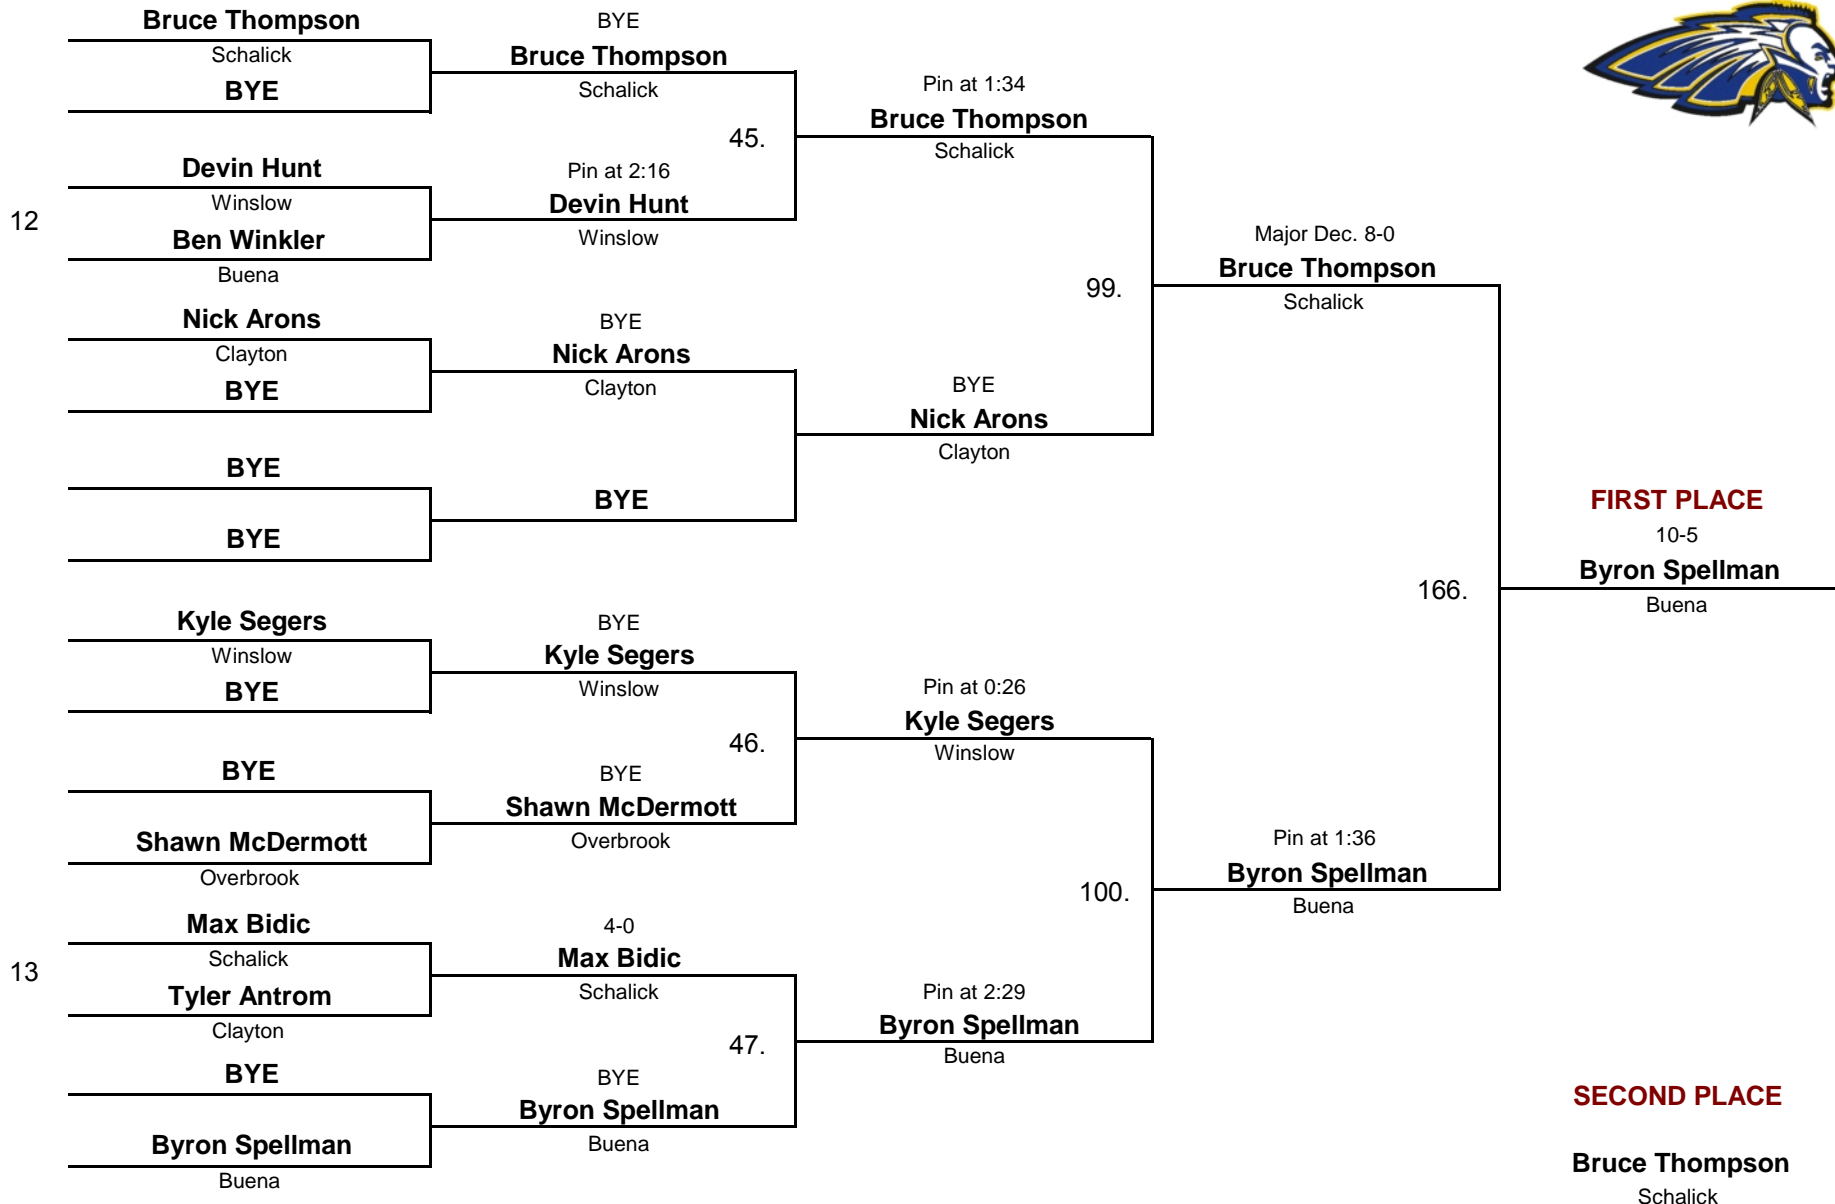 Bruce Thompson
Schalick
BYE
12
Devin Hunt
Winslow
Ben Winkler
Buena
Nick Arons
Clayton
BYE
BYE
BYE
Kyle Segers
Winslow
BYE
BYE
Shawn McDermott
Overbrook
13
Max Bidic
Schalick
Tyler Antrom
Clayton
BYE
Byron Spellman
Buena
BYE
Bruce Thompson
Schalick
45.
Pin at 2:16
Devin Hunt
Winslow
BYE
Nick Arons
Clayton
BYE
BYE
Kyle Segers
Winslow
46.
BYE
Shawn McDermott
Overbrook
4-0
Max Bidic
Schalick
47.
BYE
Byron Spellman
Buena
Pin at 1:34
Bruce Thompson
Schalick
99.
BYE
Nick Arons
Clayton
Pin at 0:26
Kyle Segers
Winslow
100.
Pin at 2:29
Byron Spellman
Buena
Major Dec. 8-0
Bruce Thompson
Schalick
166.
Pin at 1:36
Byron Spellman
Buena
FIRST PLACE
10-5
Byron Spellman
Buena
SECOND PLACE
Bruce Thompson
Schalick